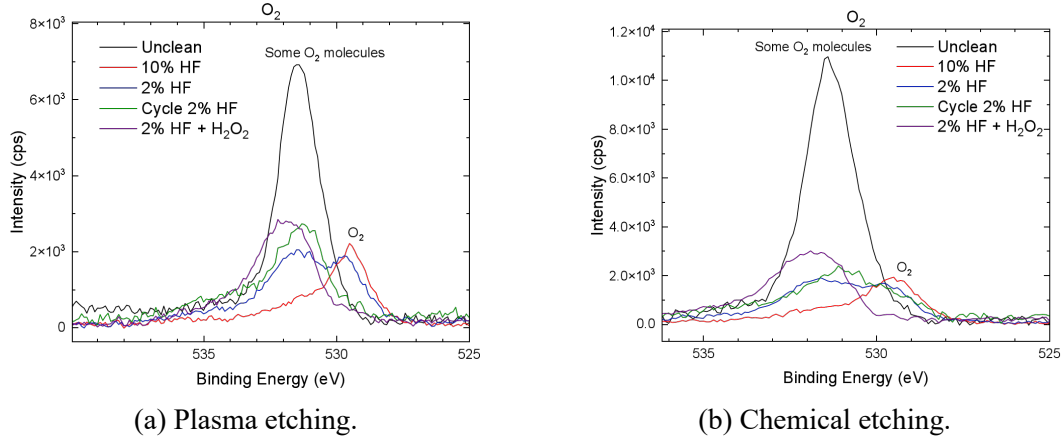 O₂
8×10³
6×10³
4×10³
2×10³
0
Intensity (cps)
Unclean
10% HF
2% HF
Cycle 2% HF
2% HF + H₂O₂
Some O₂ molecules
O₂
535
530
525
Binding Energy (eV)
(a) Plasma etching.
O₂
1.2×10⁴
1.0×10⁴
8.0×10³
6.0×10³
4.0×10³
2.0×10³
0.0
Intensity (cps)
Some O₂ molecules
Unclean
10% HF
2% HF
Cycle 2% HF
2% HF + H₂O₂
O₂
535
530
525
Binding Energy (eV)
(b) Chemical etching.